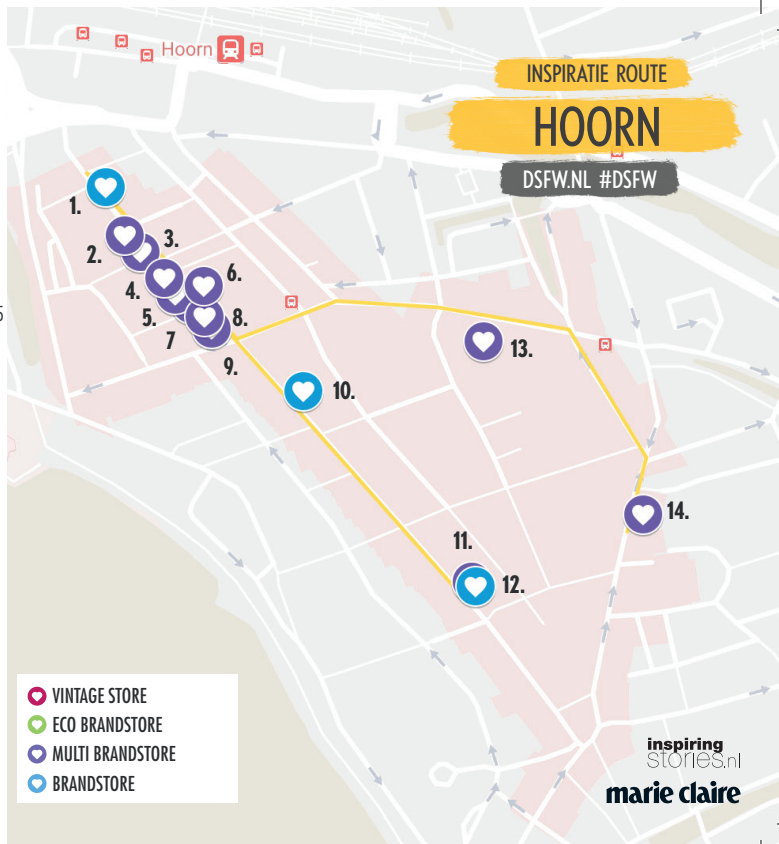 Hoorn
INSPIRATIE ROUTE
HOORN
DSFW.NL #DSFW
1.
2.
3.
4.
5.
6.
7
8.
9.
10.
11.
12.
13.
14.
VINTAGE STORE
ECO BRANDSTORE
MULTI BRANDSTORE
BRANDSTORE
inspiring
stories.nl
marie claire